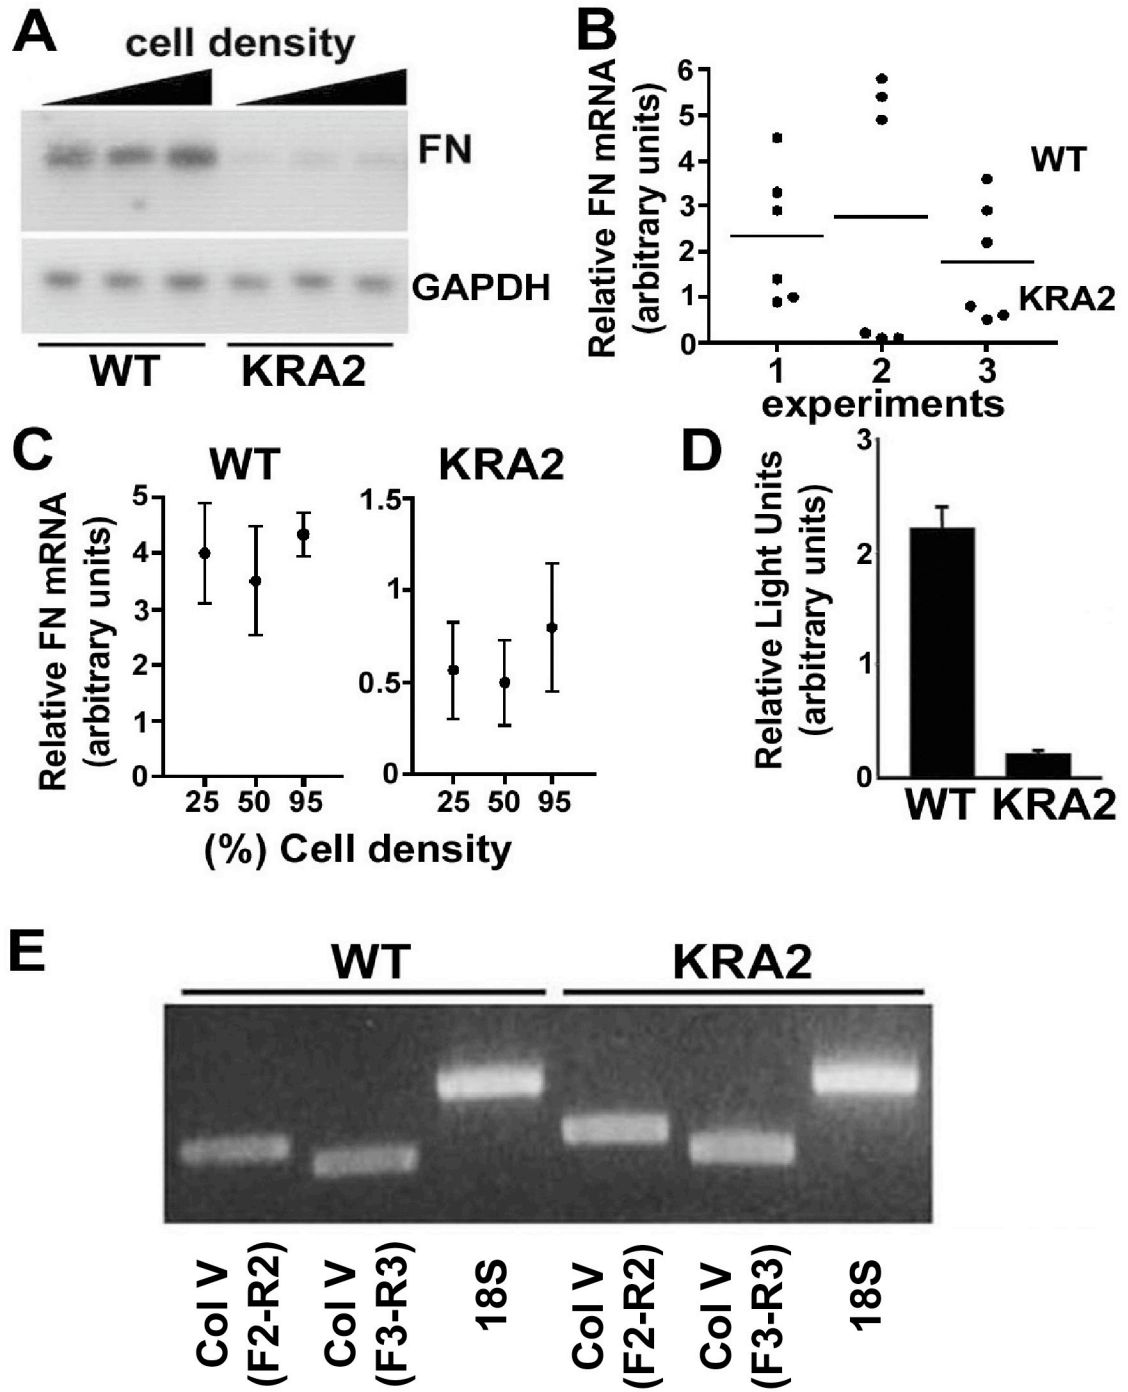 A
cell density
FN
GAPDH
WT KRA2
B
Relative FN mRNA
(arbitrary units)
6
5
4
3
2
1
0
WT
KRA2
1 2 3
experiments
C
WT
Relative FN mRNA
(arbitrary units)
5
4
3
2
1
0
25 50 95
KRA2
1.5
1
0.5
0
25 50 95
(%) Cell density
D
Relative Light Units
(arbitrary units)
3
2
1
0
WT KRA2
E
WT KRA2
Col V
(F2-R2)
Col V
(F3-R3)
18S
Col V
(F2-R2)
Col V
(F3-R3)
18S